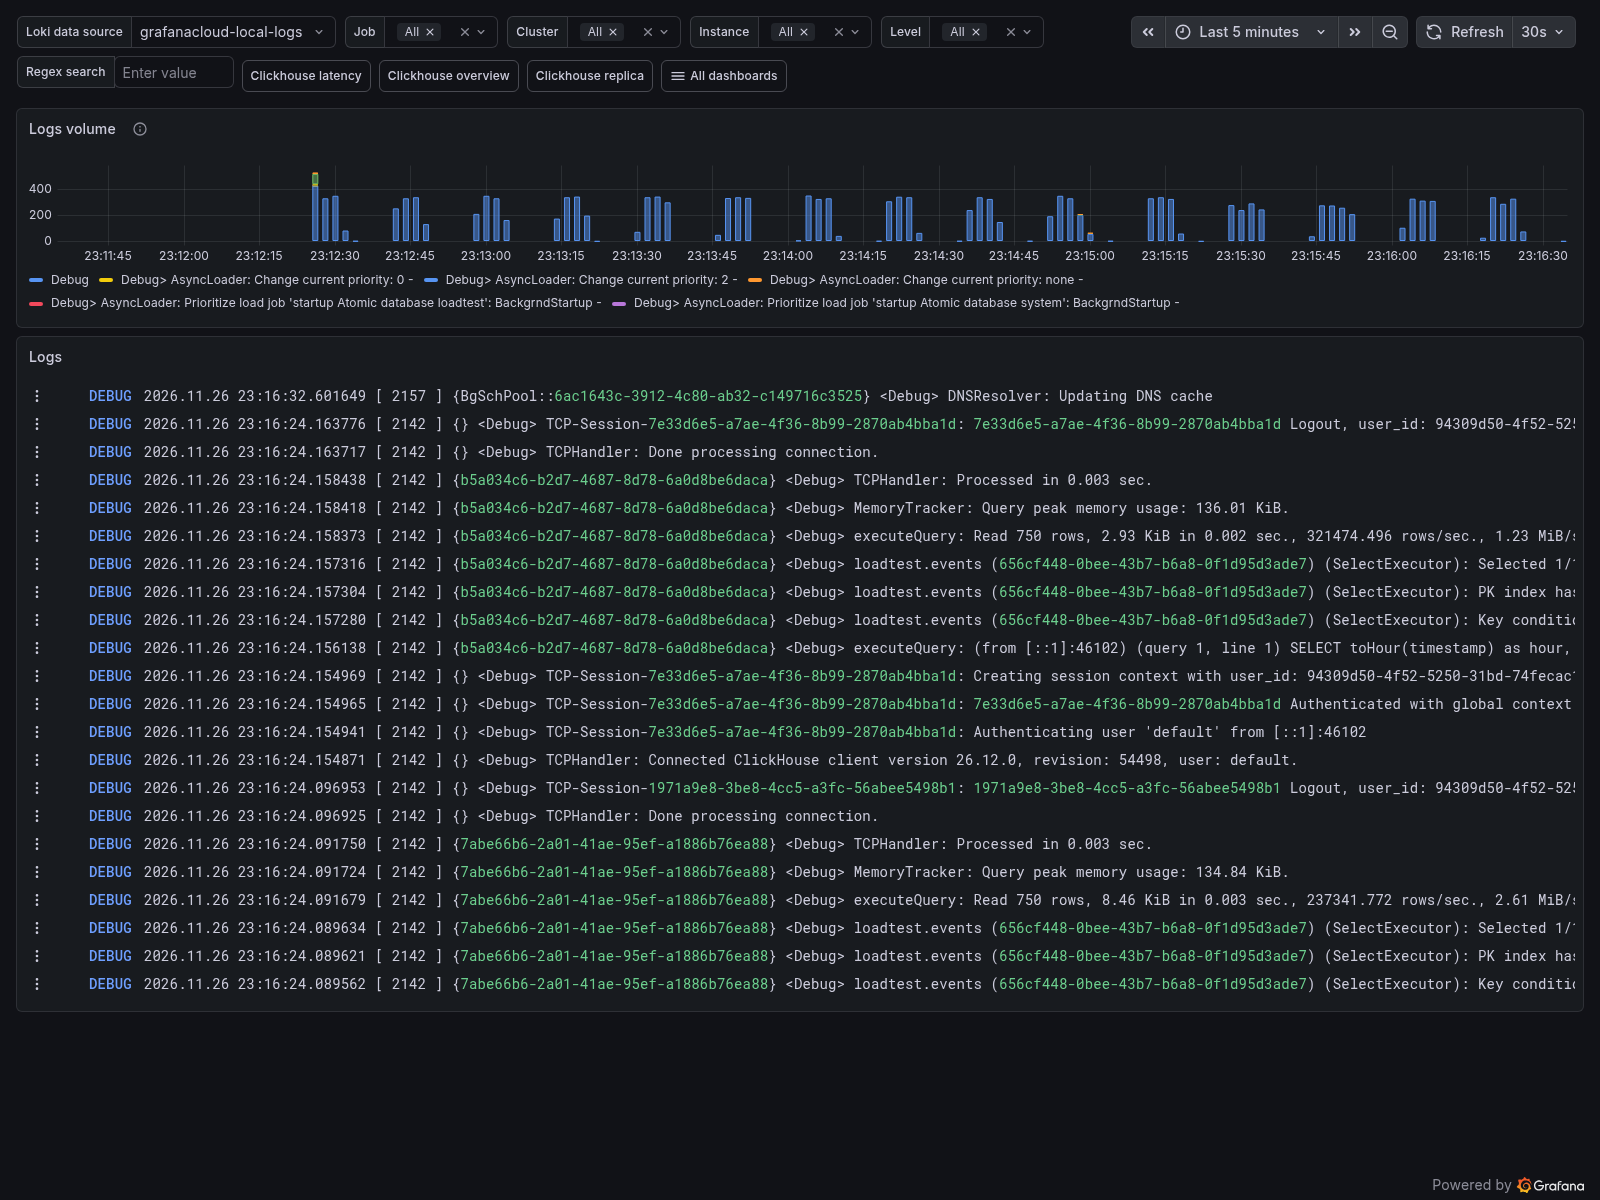 Loki data source grafanacloud-local-logs Job All Cluster All Instance All Level All Last 5 minutes Refresh 30s
Regex search Enter value Clickhouse latency Clickhouse overview Clickhouse replica All dashboards
Logs volume
400
200
0
23:11:45 23:12:00 23:12:15 23:12:30 23:12:45 23:13:00 23:13:15 23:13:30 23:13:45 23:14:00 23:14:15 23:14:30 23:14:45 23:15:00 23:15:15 23:15:30 23:15:45 23:16:00 23:16:15 23:16:30
Debug Debug> AsyncLoader: Change current priority: 0 - Debug> AsyncLoader: Change current priority: 2 - Debug> AsyncLoader: Change current priority: none -
Debug> AsyncLoader: Prioritize load job 'startup Atomic database loadtest': BackgrndStartup - Debug> AsyncLoader: Prioritize load job 'startup Atomic database system': BackgrndStartup -
Logs
DEBUG 2026.11.26 23:16:32.601649 [ 2157 ] {BgSchPool::6ac1643c-3912-4c80-ab32-c149716c3525} <Debug> DNSResolver: Updating DNS cache
DEBUG 2026.11.26 23:16:24.163776 [ 2142 ] {} <Debug> TCP-Session-7e33d6e5-a7ae-4f36-8b99-2870ab4bba1d: 7e33d6e5-a7ae-4f36-8b99-2870ab4bba1d Logout, user_id: 94309d50-4f52-525
DEBUG 2026.11.26 23:16:24.163717 [ 2142 ] {} <Debug> TCPHandler: Done processing connection.
DEBUG 2026.11.26 23:16:24.158438 [ 2142 ] {b5a034c6-b2d7-4687-8d78-6a0d8be6daca} <Debug> TCPHandler: Processed in 0.003 sec.
DEBUG 2026.11.26 23:16:24.158418 [ 2142 ] {b5a034c6-b2d7-4687-8d78-6a0d8be6daca} <Debug> MemoryTracker: Query peak memory usage: 136.01 KiB.
DEBUG 2026.11.26 23:16:24.158373 [ 2142 ] {b5a034c6-b2d7-4687-8d78-6a0d8be6daca} <Debug> executeQuery: Read 750 rows, 2.93 KiB in 0.002 sec., 321474.496 rows/sec., 1.23 MiB/s
DEBUG 2026.11.26 23:16:24.157316 [ 2142 ] {b5a034c6-b2d7-4687-8d78-6a0d8be6daca} <Debug> loadtest.events (656cf448-0bee-43b7-b6a8-0f1d95d3ade7) (SelectExecutor): Selected 1/1
DEBUG 2026.11.26 23:16:24.157304 [ 2142 ] {b5a034c6-b2d7-4687-8d78-6a0d8be6daca} <Debug> loadtest.events (656cf448-0bee-43b7-b6a8-0f1d95d3ade7) (SelectExecutor): PK index has
DEBUG 2026.11.26 23:16:24.157280 [ 2142 ] {b5a034c6-b2d7-4687-8d78-6a0d8be6daca} <Debug> loadtest.events (656cf448-0bee-43b7-b6a8-0f1d95d3ade7) (SelectExecutor): Key conditio
DEBUG 2026.11.26 23:16:24.156138 [ 2142 ] {b5a034c6-b2d7-4687-8d78-6a0d8be6daca} <Debug> executeQuery: (from [::1]:46102) (query 1, line 1) SELECT toHour(timestamp) as hour,
DEBUG 2026.11.26 23:16:24.154969 [ 2142 ] {} <Debug> TCP-Session-7e33d6e5-a7ae-4f36-8b99-2870ab4bba1d: Creating session context with user_id: 94309d50-4f52-5250-31bd-74fecac1
DEBUG 2026.11.26 23:16:24.154965 [ 2142 ] {} <Debug> TCP-Session-7e33d6e5-a7ae-4f36-8b99-2870ab4bba1d: 7e33d6e5-a7ae-4f36-8b99-2870ab4bba1d Authenticated with global context
DEBUG 2026.11.26 23:16:24.154941 [ 2142 ] {} <Debug> TCP-Session-7e33d6e5-a7ae-4f36-8b99-2870ab4bba1d: Authenticating user 'default' from [::1]:46102
DEBUG 2026.11.26 23:16:24.154871 [ 2142 ] {} <Debug> TCPHandler: Connected ClickHouse client version 26.12.0, revision: 54498, user: default.
DEBUG 2026.11.26 23:16:24.096953 [ 2142 ] {} <Debug> TCP-Session-1971a9e8-3be8-4cc5-a3fc-56abee5498b1: 1971a9e8-3be8-4cc5-a3fc-56abee5498b1 Logout, user_id: 94309d50-4f52-525
DEBUG 2026.11.26 23:16:24.096925 [ 2142 ] {} <Debug> TCPHandler: Done processing connection.
DEBUG 2026.11.26 23:16:24.091750 [ 2142 ] {7abe66b6-2a01-41ae-95ef-a1886b76ea88} <Debug> TCPHandler: Processed in 0.003 sec.
DEBUG 2026.11.26 23:16:24.091724 [ 2142 ] {7abe66b6-2a01-41ae-95ef-a1886b76ea88} <Debug> MemoryTracker: Query peak memory usage: 134.84 KiB.
DEBUG 2026.11.26 23:16:24.091679 [ 2142 ] {7abe66b6-2a01-41ae-95ef-a1886b76ea88} <Debug> executeQuery: Read 750 rows, 8.46 KiB in 0.003 sec., 237341.772 rows/sec., 2.61 MiB/s
DEBUG 2026.11.26 23:16:24.089634 [ 2142 ] {7abe66b6-2a01-41ae-95ef-a1886b76ea88} <Debug> loadtest.events (656cf448-0bee-43b7-b6a8-0f1d95d3ade7) (SelectExecutor): Selected 1/1
DEBUG 2026.11.26 23:16:24.089621 [ 2142 ] {7abe66b6-2a01-41ae-95ef-a1886b76ea88} <Debug> loadtest.events (656cf448-0bee-43b7-b6a8-0f1d95d3ade7) (SelectExecutor): PK index has
DEBUG 2026.11.26 23:16:24.089562 [ 2142 ] {7abe66b6-2a01-41ae-95ef-a1886b76ea88} <Debug> loadtest.events (656cf448-0bee-43b7-b6a8-0f1d95d3ade7) (SelectExecutor): Key conditio
Powered by Grafana